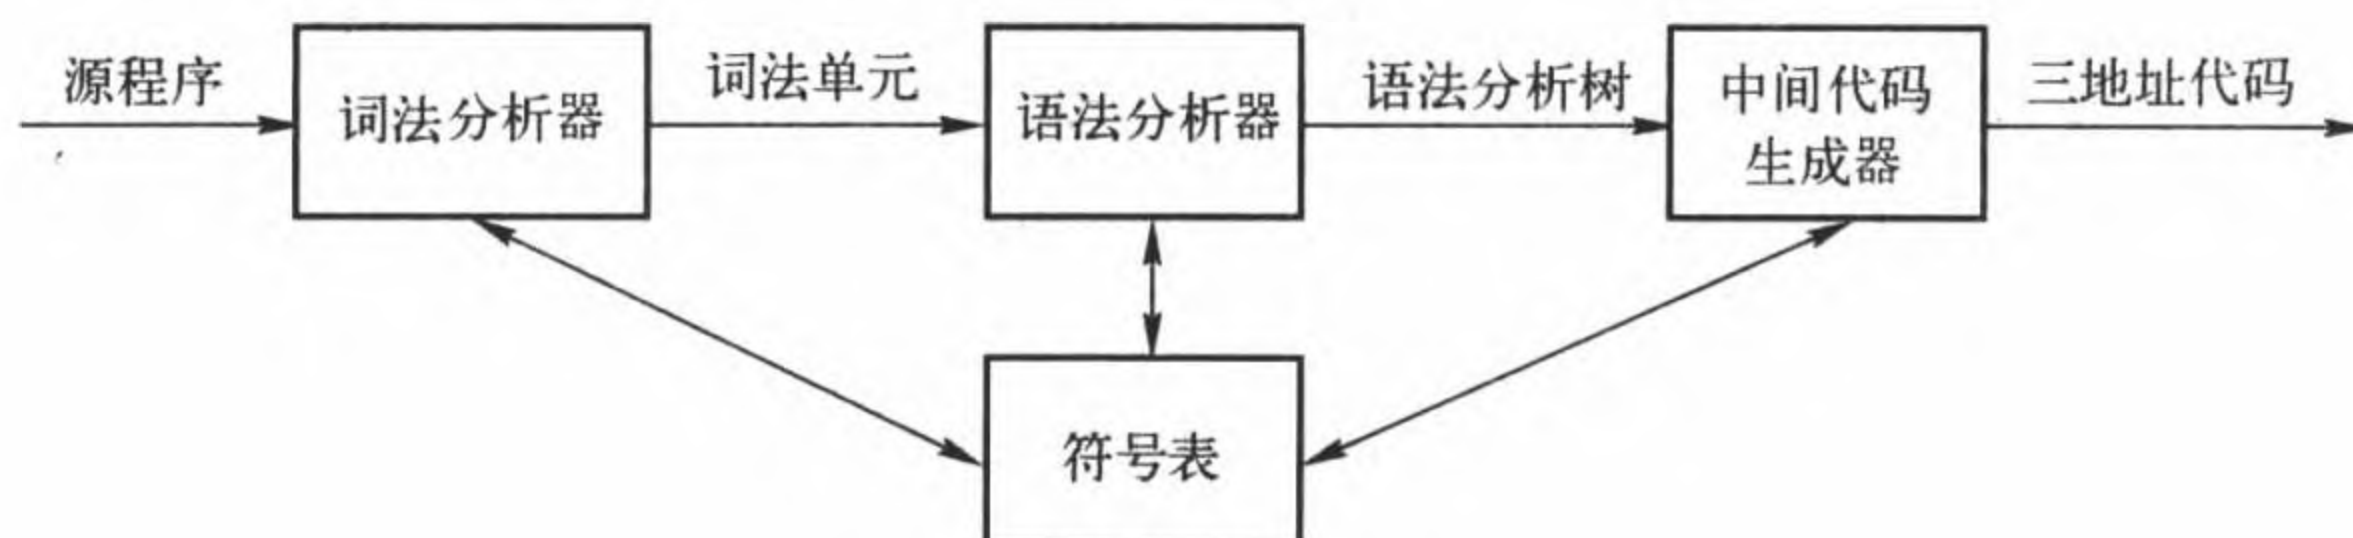 源程序
词法分析器
词法单元
语法分析器
语法分析树
中间代码
生成器
三地址代码
符号表